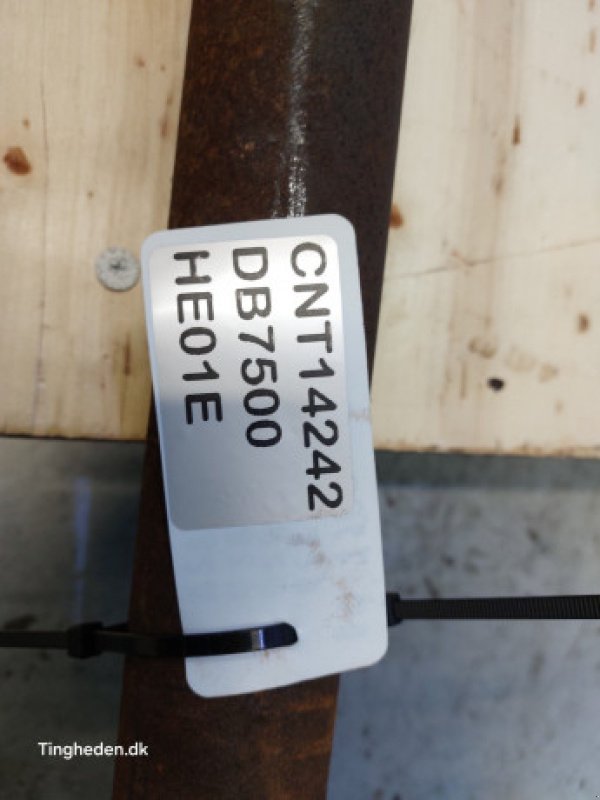 CNT14242
DB7500
HE01E
Tingheden.dk